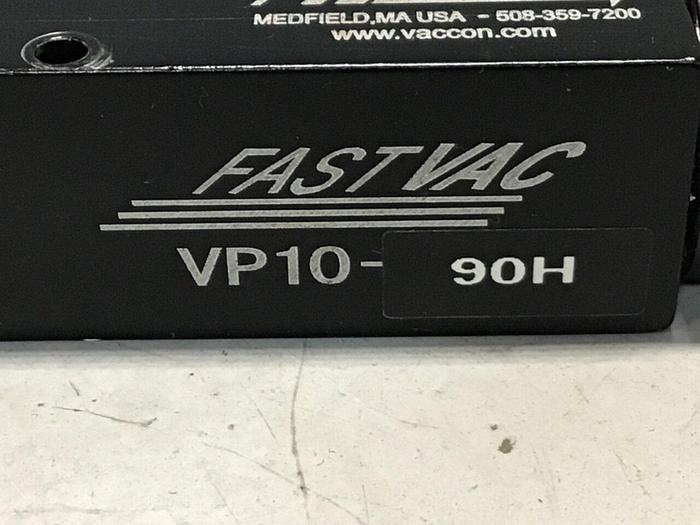 MEDFIELD,MA USA - 508-359-7200
www.vaccon.com
FASTVAC
VP10-90H